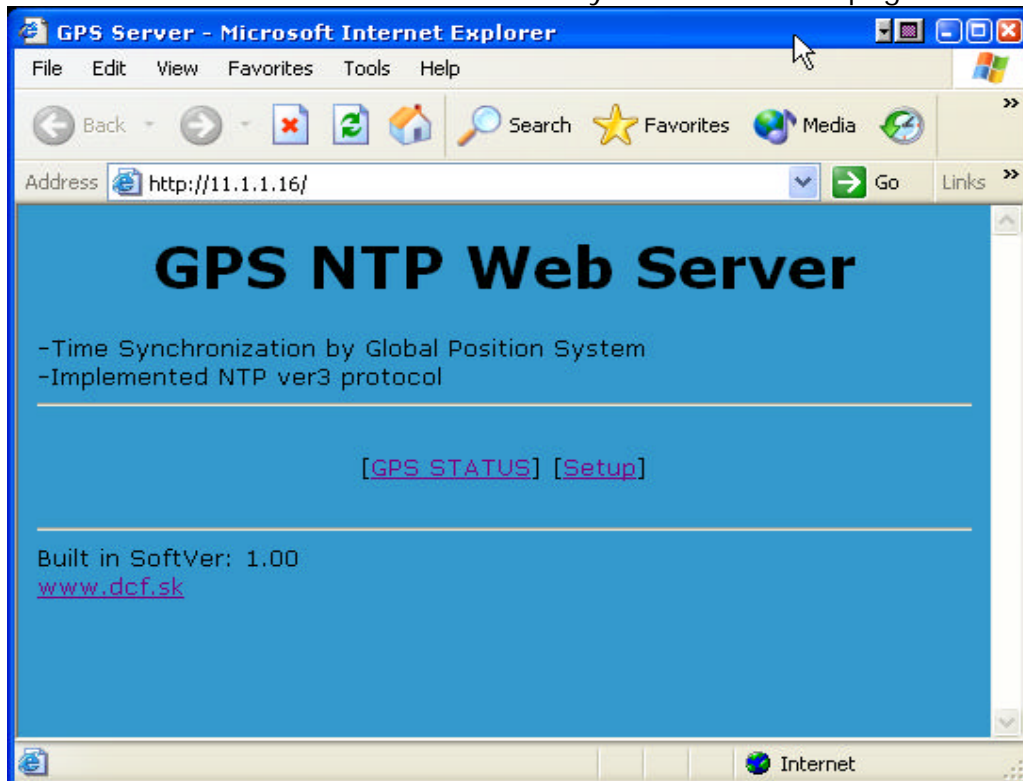 GPS Server - Microsoft Internet Explorer
File Edit View Favorites Tools Help
Back Search Favorites Media
Address http://11.1.1.16/ Go Links
GPS NTP Web Server
-Time Synchronization by Global Position System
-Implemented NTP ver3 protocol
[GPS STATUS] [Setup]
Built in SoftVer: 1.00
www.dcf.sk
Internet